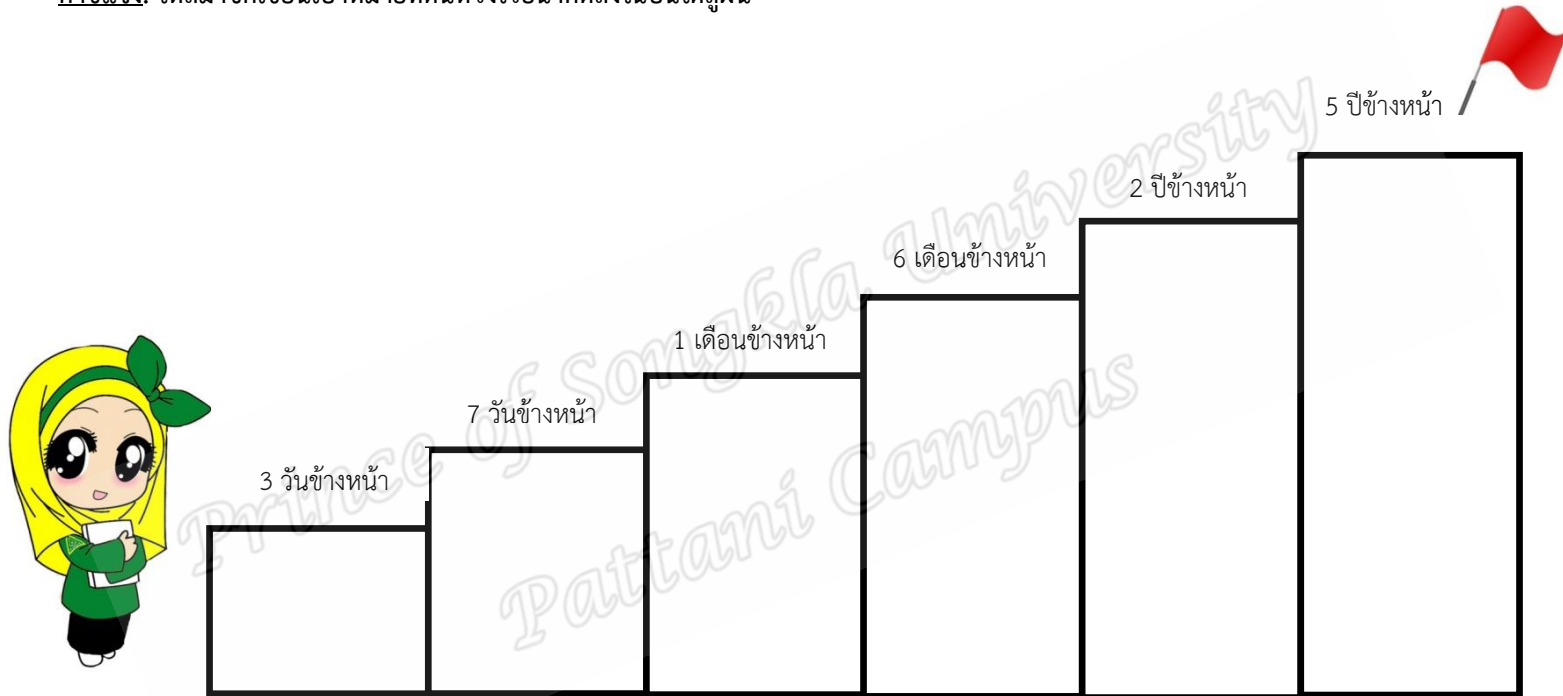 5 ปีข้างหน้า
2 ปีข้างหน้า
6 เดือนข้างหน้า
1 เดือนข้างหน้า
7 วันข้างหน้า
3 วันข้างหน้า
Prince of Songkla University
Pattani Campus